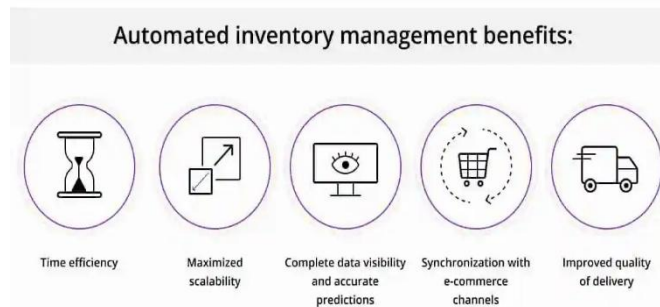 Automated inventory management benefits:
Time efficiency
Maximized
scalability
Complete data visibility
and accurate
predictions
Synchronization with
e-commerce
channels
Improved quality
of delivery